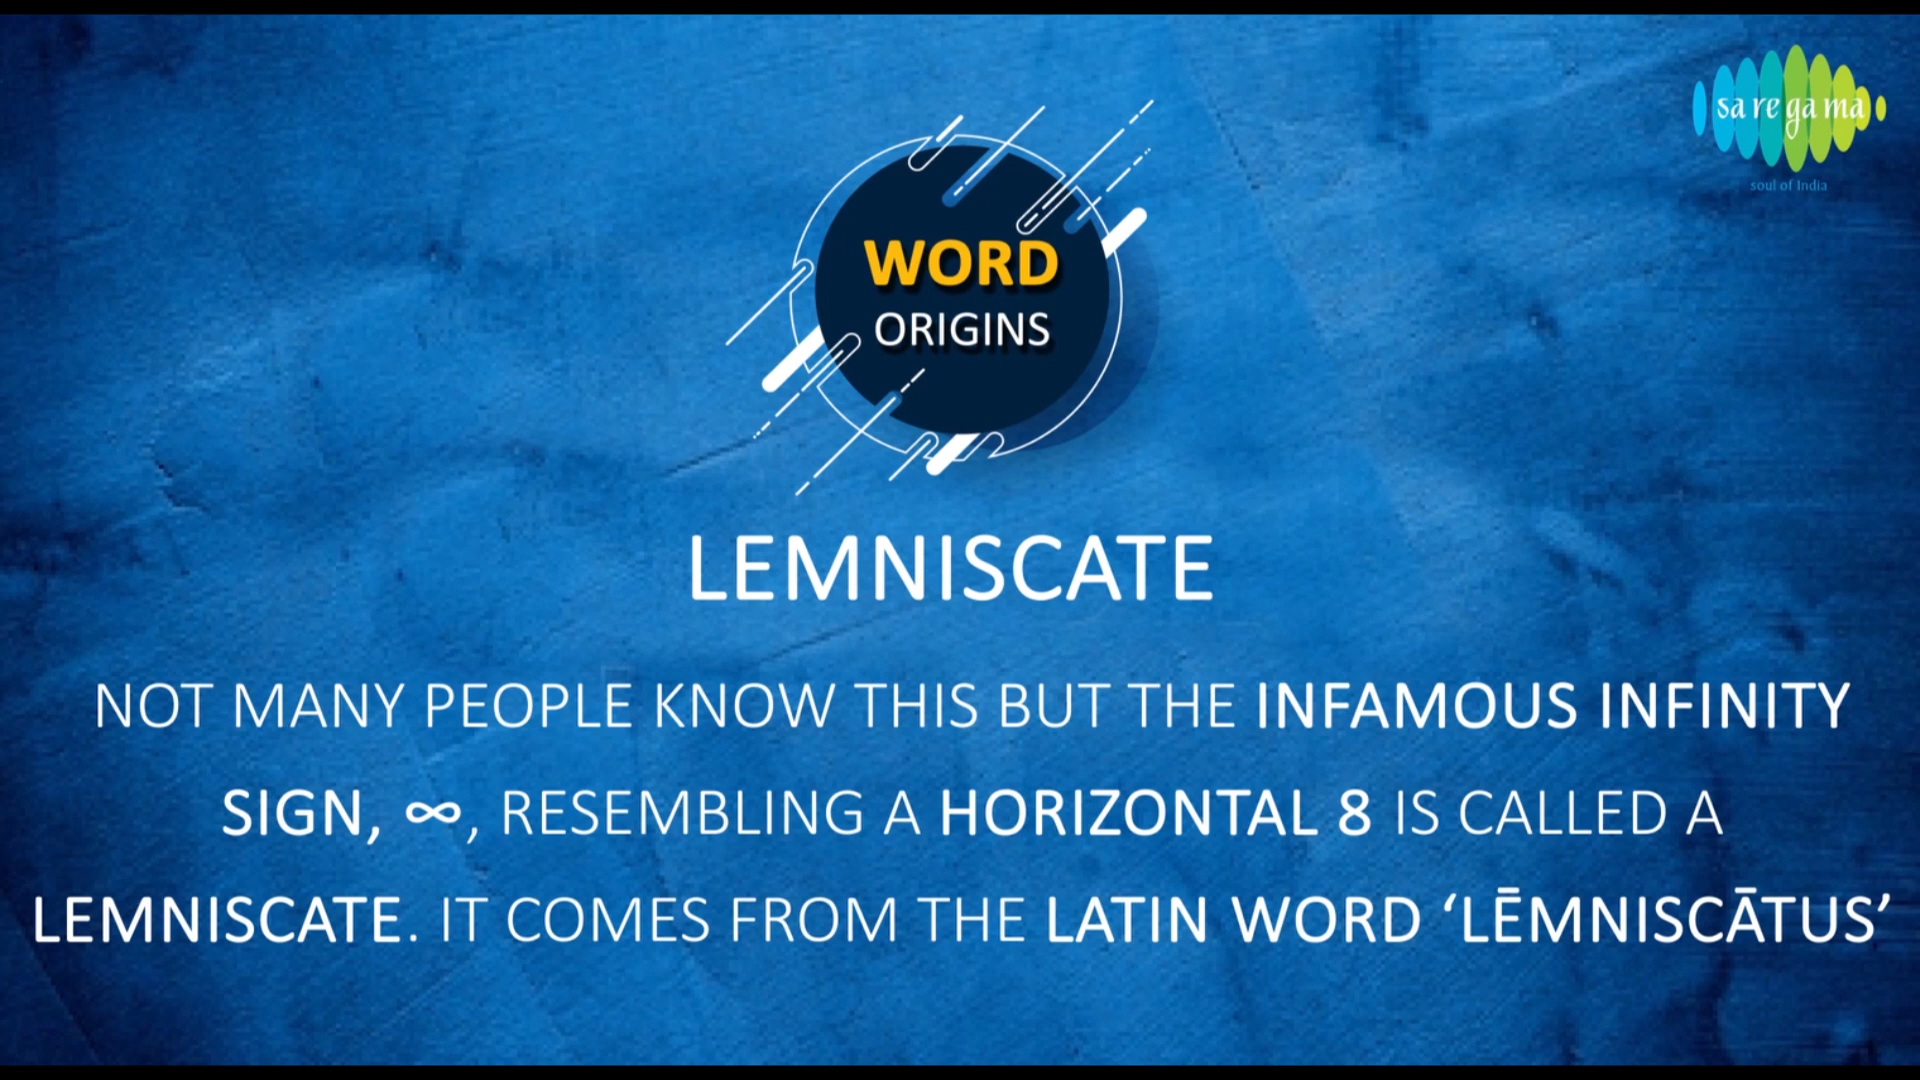 sa re ga ma
soul of India
WORD
ORIGINS
LEMNISCATE
NOT MANY PEOPLE KNOW THIS BUT THE INFAMOUS INFINITY
SIGN, ∞, RESEMBLING A HORIZONTAL 8 IS CALLED A
LEMNISCATE. IT COMES FROM THE LATIN WORD ‘LĒMNISCĀTUS’